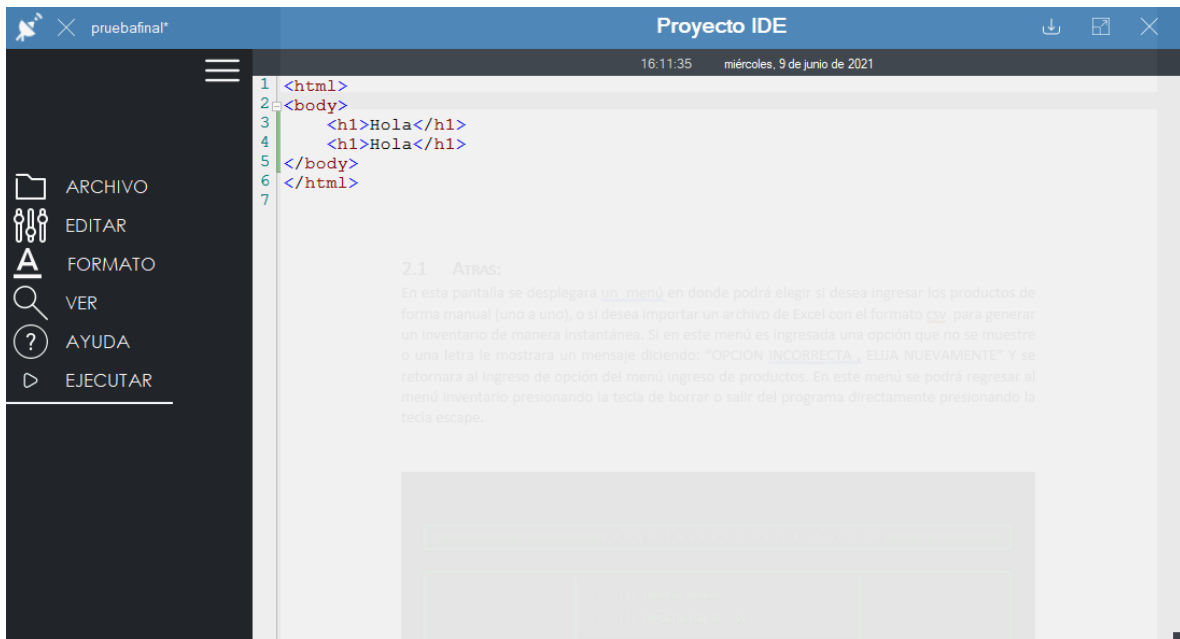 pruebafinal*
Proyecto IDE
16:11:35 miércoles, 9 de junio de 2021
ARCHIVO
EDITAR
FORMATO
VER
AYUDA
EJECUTAR
1 <html>
2 <body>
3 <h1>Hola</h1>
4 <h1>Hola</h1>
5 </body>
6 </html>
7
2.1 ATRAS:
En esta pantalla se desplegara un menú en donde podrá elegir si desea ingresar los productos de
forma manual (uno a uno), o si desea importar un archivo de Excel con el formato csv para generar
un inventario de manera instantánea. Si en este menú es ingresada una opción que no se muestre
o una letra le mostrara un mensaje diciendo: “OPCION INCORRECTA , ELIJA NUEVAMENTE” Y se
retornara al ingreso de opción del menú ingreso de productos. En este menú se podrá regresar al
menú inventario presionando la tecla de borrar o salir del programa directamente presionando la
tecla escape.